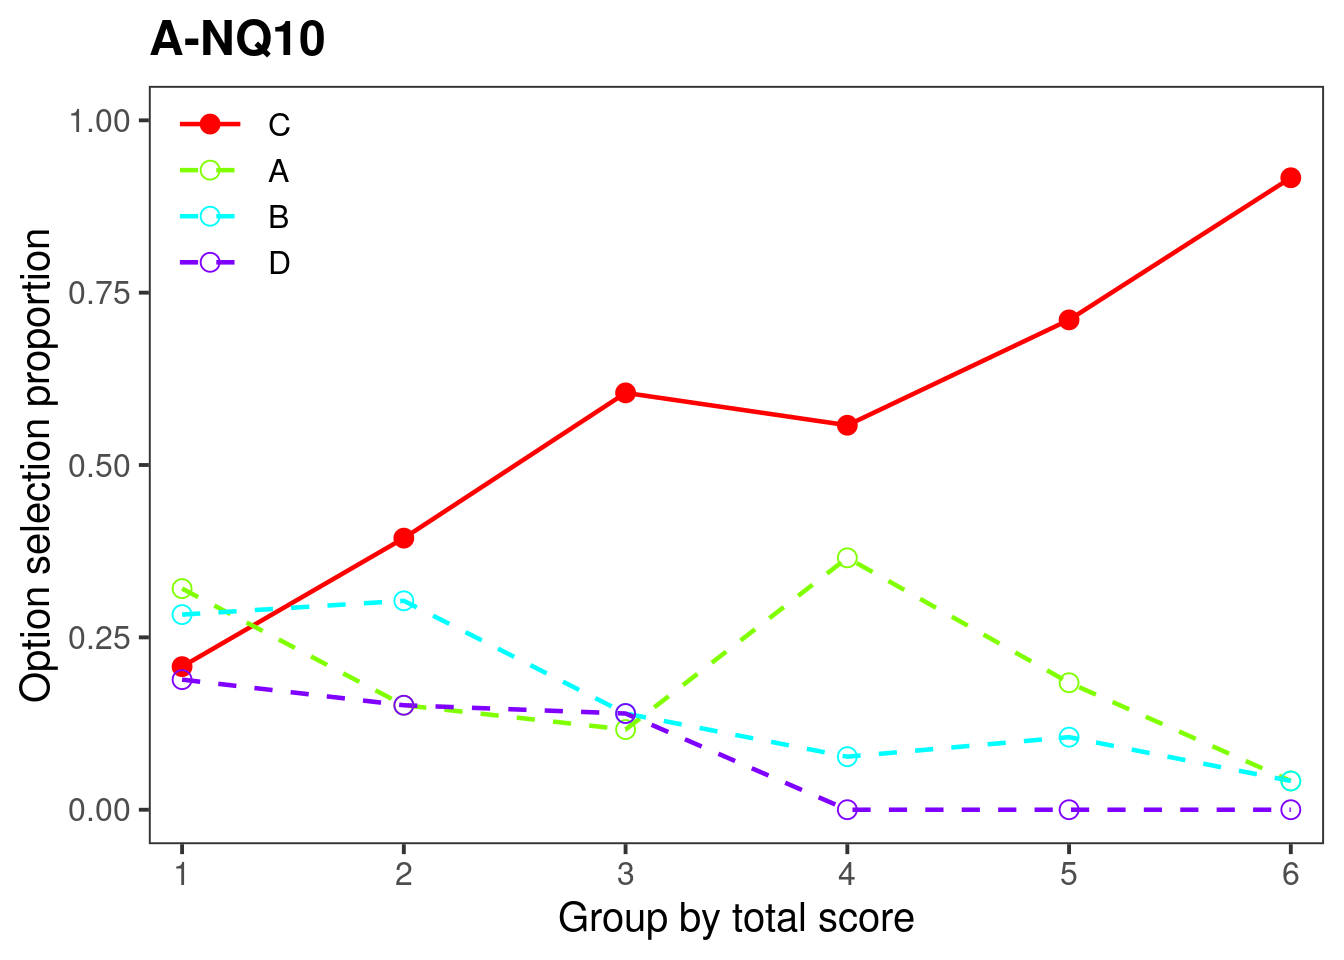 A-NQ10
C
A
B
D
1.00
0.75
0.50
0.25
0.00
Option selection proportion
1 2 3 4 5 6
Group by total score